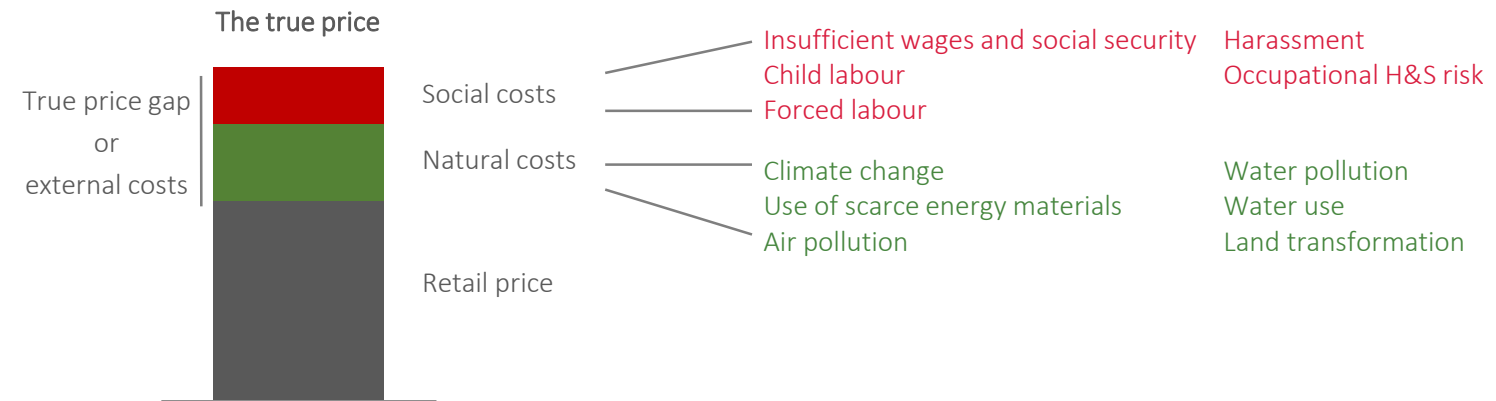 The true price
True price gap
or
external costs
Social costs
Natural costs
Retail price
Insufficient wages and social security
Child labour
Forced labour
Harassment
Occupational H&S risk
Climate change
Use of scarce energy materials
Air pollution
Water pollution
Water use
Land transformation